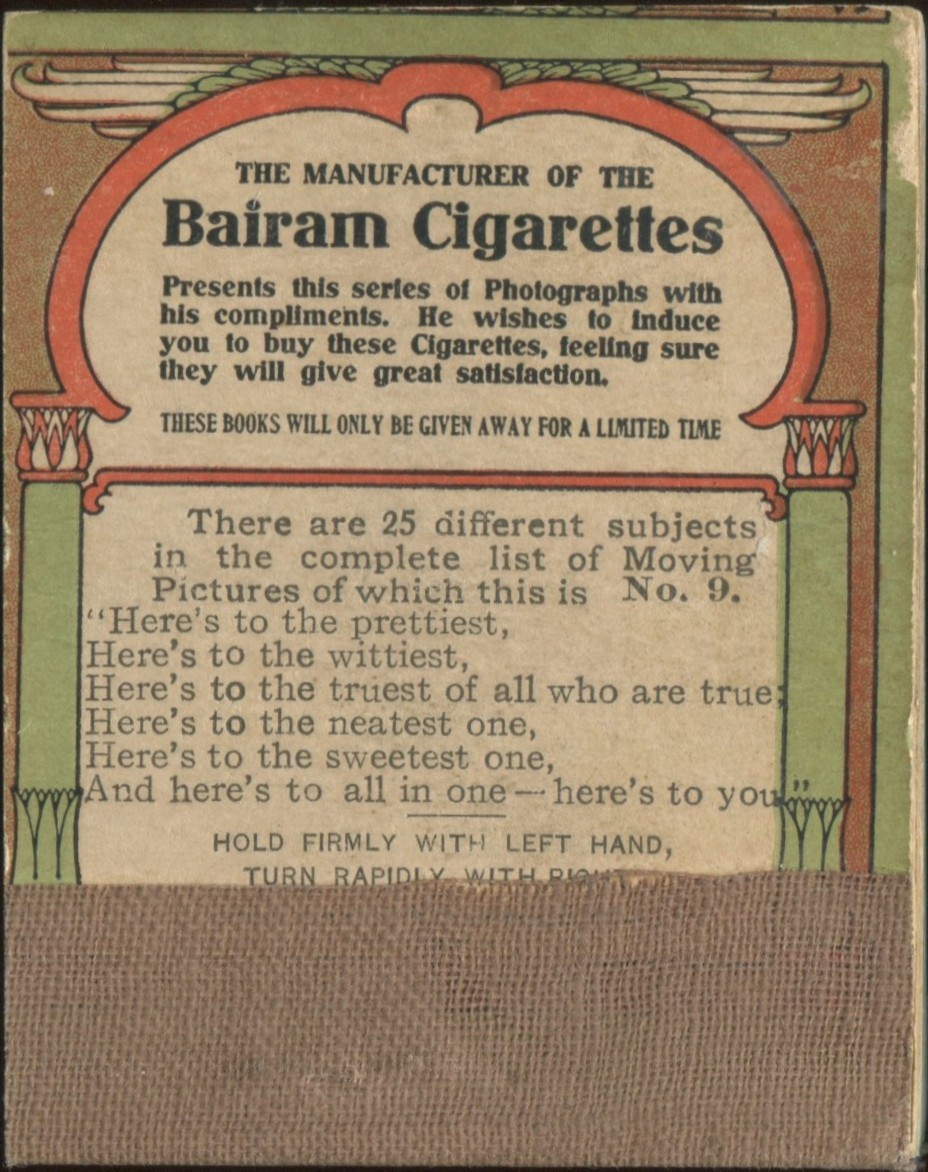 THE MANUFACTURER OF THE
Bairam Cigarettes
Presents this series of Photographs with
his compliments. He wishes to induce
you to buy these Cigarettes, feeling sure
they will give great satisfaction.
THESE BOOKS WILL ONLY BE GIVEN AWAY FOR A LIMITED TIME
There are 25 different subjects
in the complete list of Moving
Pictures of which this is No. 9.
"Here's to the prettiest,
Here's to the wittiest,
Here's to the truest of all who are true;
Here's to the neatest one,
Here's to the sweetest one,
And here's to all in one — here's to you."
HOLD FIRMLY WITH LEFT HAND,
TURN RAPIDLY WITH RIGHT